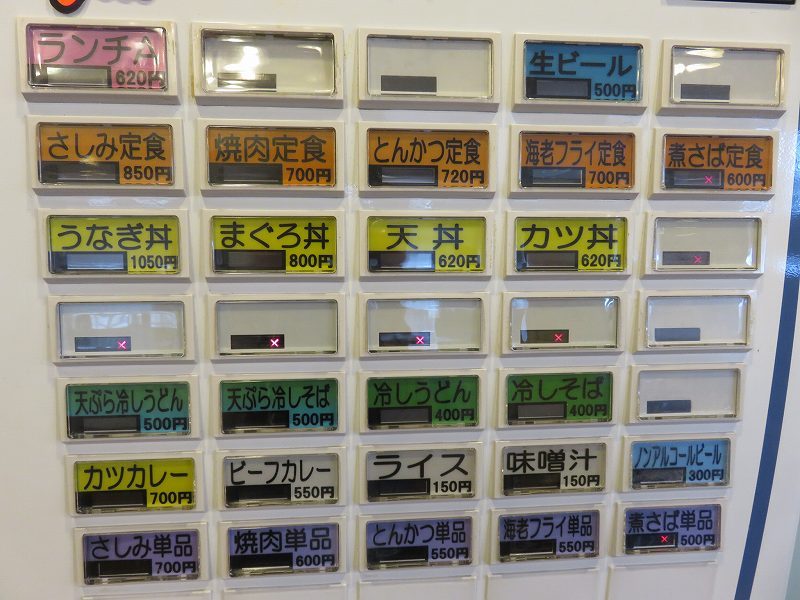 ランチA
620円
生ビール
500円
さしみ定食
850円
焼肉定食
700円
とんかつ定食
720円
海老フライ定食
700円
煮さば定食
600円
うなぎ丼
1050円
まぐろ丼
800円
天丼
620円
カツ丼
620円
天ぷら冷しうどん
500円
天ぷら冷しそば
500円
冷しうどん
400円
冷しそば
400円
カツカレー
700円
ビーフカレー
550円
ライス
150円
味噌汁
150円
ノンアルコールビール
300円
さしみ単品
700円
焼肉単品
600円
とんかつ単品
550円
海老フライ単品
550円
煮さば単品
500円